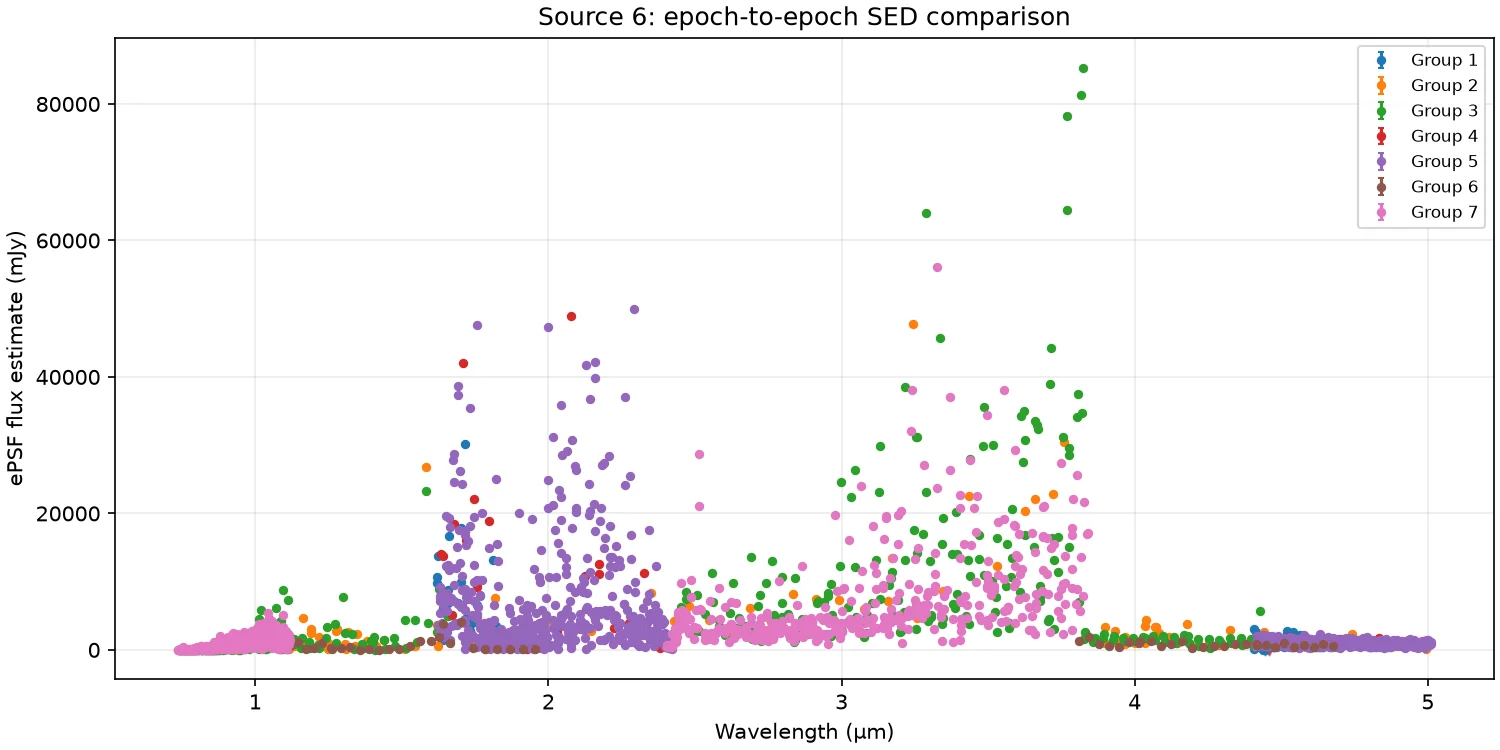 Source 6: epoch-to-epoch SED comparison
ePSF flux estimate (mJy)
80000
60000
40000
20000
0
Group 1
Group 2
Group 3
Group 4
Group 5
Group 6
Group 7
1 2 3 4 5
Wavelength (μm)